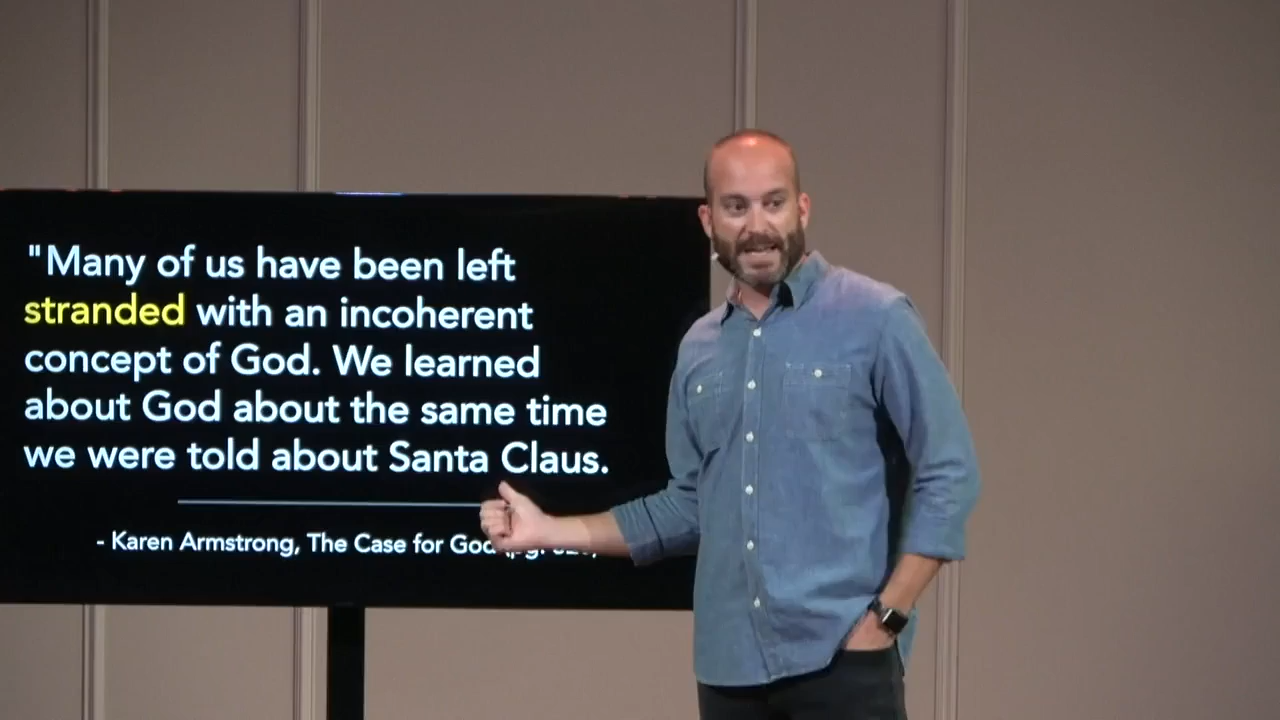 "Many of us have been left
stranded with an incoherent
concept of God. We learned
about God about the same time
we were told about Santa Claus.
- Karen Armstrong, The Case for God